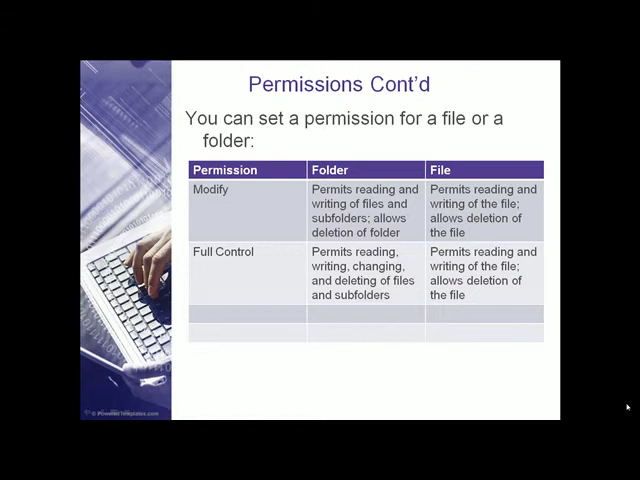 Permissions Cont'd
You can set a permission for a file or a
folder:
Permission Folder File
Modify Permits reading and Permits reading and
writing of files and writing of the file;
subfolders; allows allows deletion of
deletion of folder the file
Full Control Permits reading, Permits reading and
writing, changing, writing of the file;
and deleting of files allows deletion of
and subfolders the file
© PoweredTemplates.com